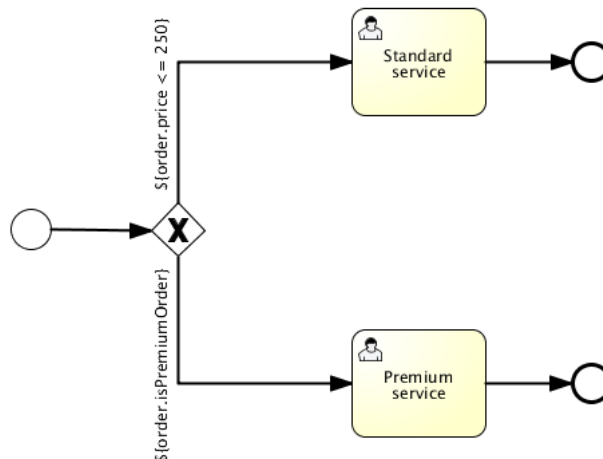 ${order.price <= 250}
Standard
service
${order.isPremiumOrder}
Premium
service